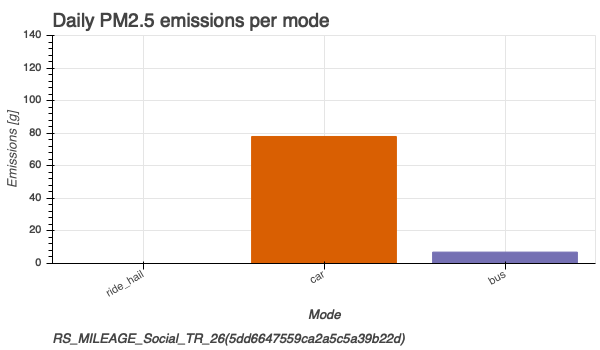 Daily PM2.5 emissions per mode
140
120
100
80
60
40
20
0
Emissions [g]
ride_hail
car
bus
Mode
RS_MILEAGE_Social_TR_26(5dd6647559ca2a5c5a39b22d)